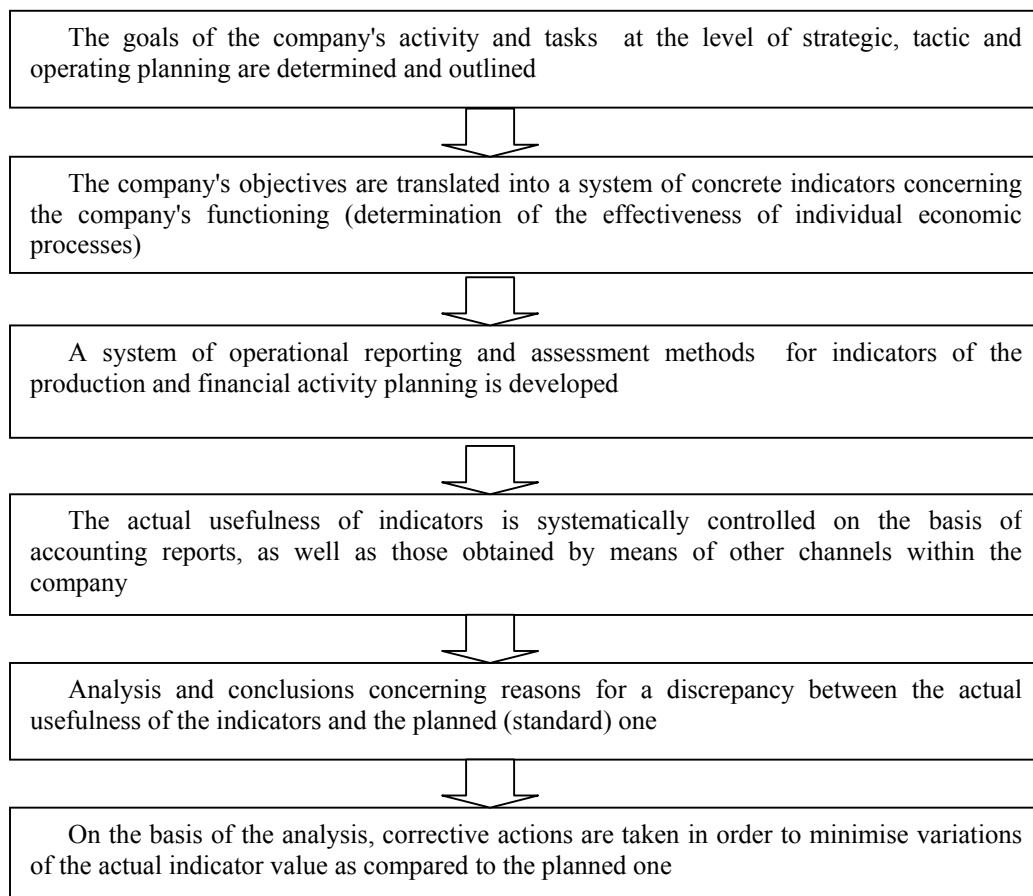 The goals of the company's activity and tasks at the level of strategic, tactic and
operating planning are determined and outlined
The company's objectives are translated into a system of concrete indicators concerning
the company's functioning (determination of the effectiveness of individual economic
processes)
A system of operational reporting and assessment methods for indicators of the
production and financial activity planning is developed
The actual usefulness of indicators is systematically controlled on the basis of
accounting reports, as well as those obtained by means of other channels within the
company
Analysis and conclusions concerning reasons for a discrepancy between the actual
usefulness of the indicators and the planned (standard) one
On the basis of the analysis, corrective actions are taken in order to minimise variations
of the actual indicator value as compared to the planned one